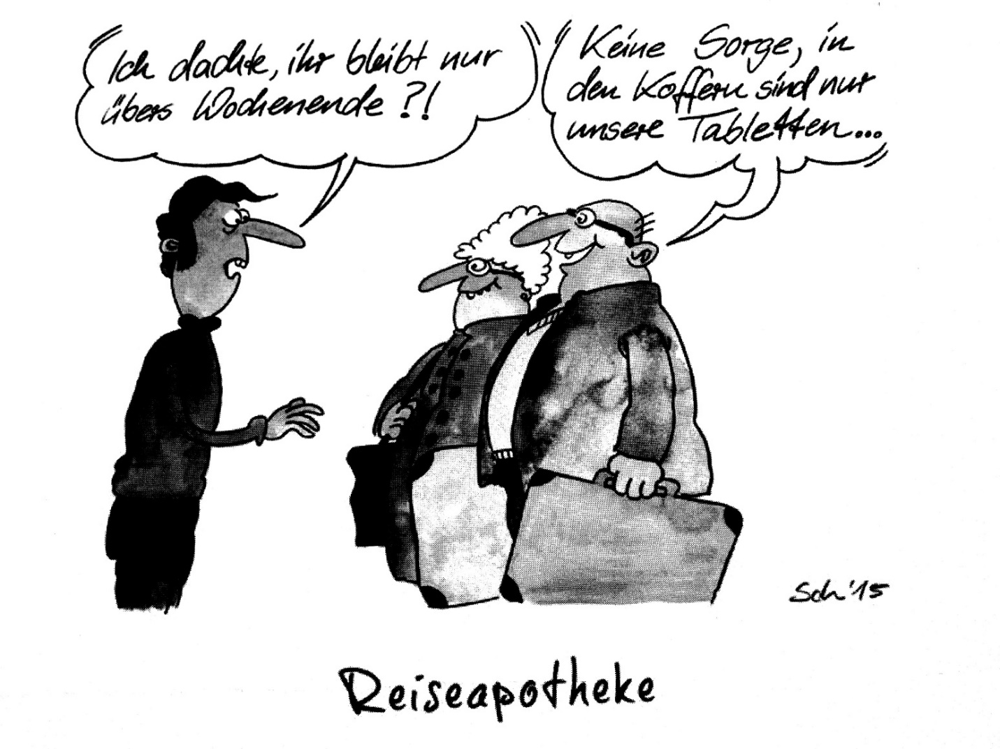 Ich dachte, ihr bleibt nur
übers Wochenende ?!
Keine Sorge, in
den Koffern sind nur
unsere Tabletten...
Sch'15
Reiseapotheke